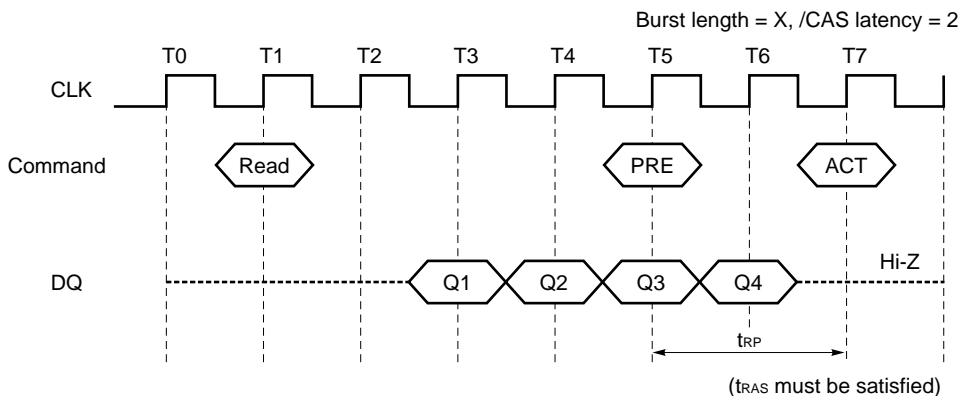 Burst length = X, /CAS latency = 2
T0 T1 T2 T3 T4 T5 T6 T7
CLK
Command Read PRE ACT
Hi-Z
DQ Q1 Q2 Q3 Q4
tRP
(tRAS must be satisfied)